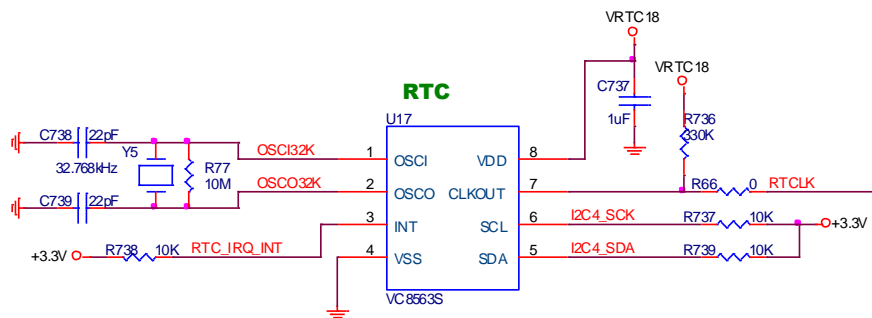 VRTC18
VRTC18
RTC
C737
1uF
R736
330K
U17
C738
22pF
Y5
32.768kHz
R77
10M
OSCI32K
OSCO32K
1
OSCI
VDD
8
2
OSCO
CLKOUT
7
R66
0
RTCLK
C739
22pF
3
INT
SCL
6
I2C4_SCK
R737
10K
+3.3V
+3.3V
R738
10K
RTC_IRQ_INT
4
VSS
SDA
5
I2C4_SDA
R739
10K
VC8563S